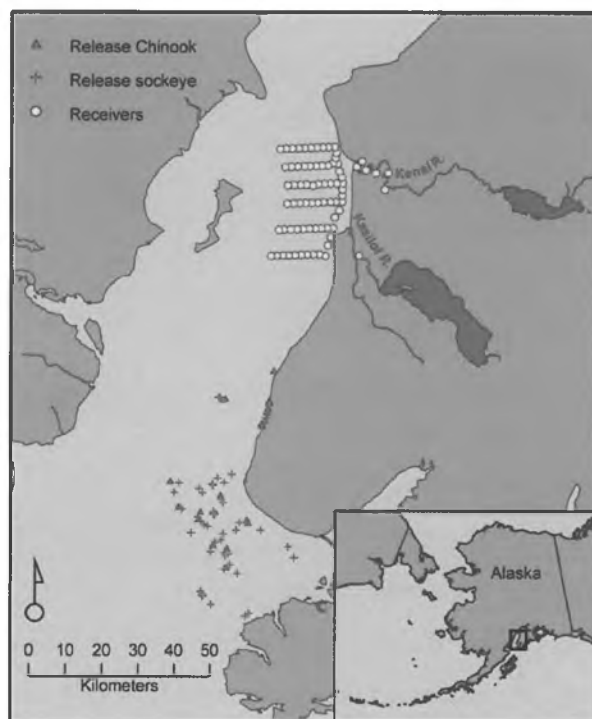 Release Chinook
Release sockeye
Receivers
Kenai R.
Kasilof R.
Alaska
0 10 20 30 40 50
Kilometers